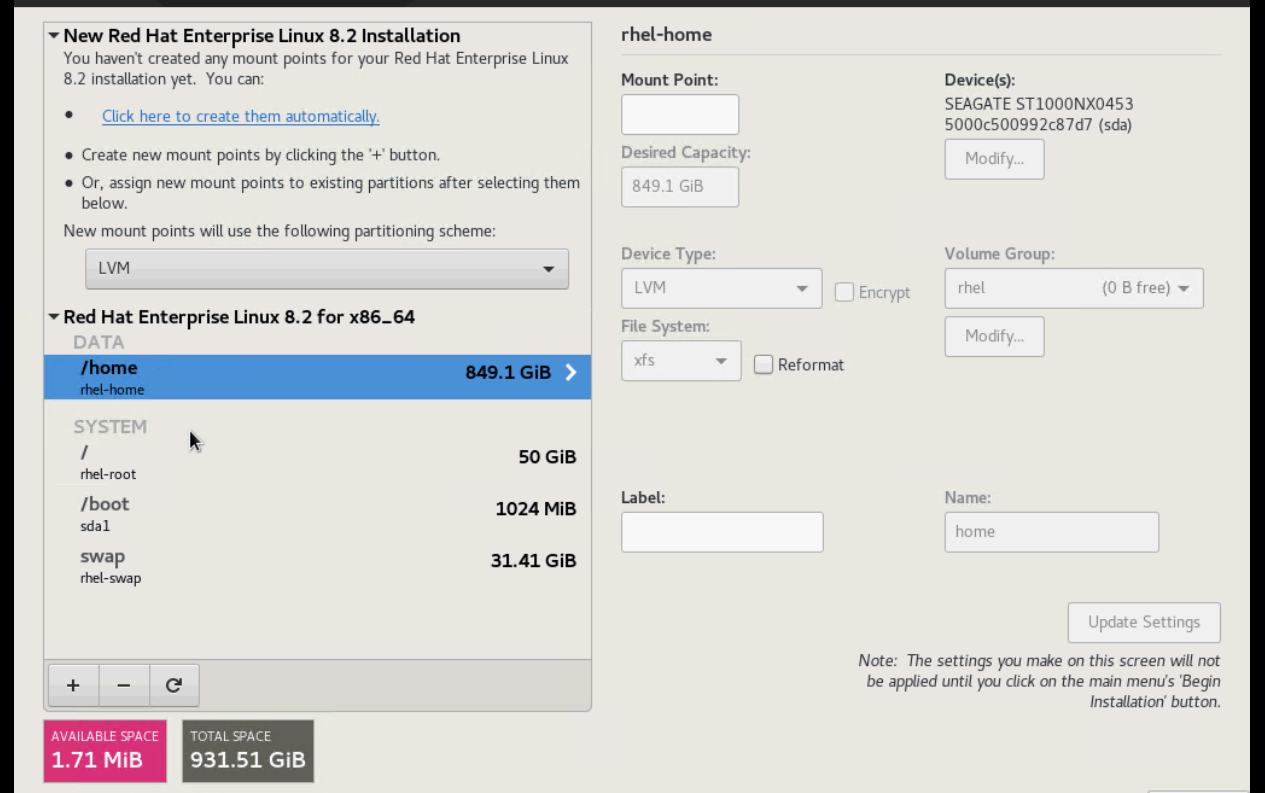 New Red Hat Enterprise Linux 8.2 Installation
You haven't created any mount points for your Red Hat Enterprise Linux
8.2 installation yet.  You can:
Click here to create them automatically.
Create new mount points by clicking the '+' button.
Or, assign new mount points to existing partitions after selecting them
below.
New mount points will use the following partitioning scheme:
LVM
Red Hat Enterprise Linux 8.2 for x86_64
DATA
/home
849.1 GiB
rhel-home
SYSTEM
/
50 GiB
rhel-root
/boot
1024 MiB
sda1
swap
31.41 GiB
rhel-swap
+ −
AVAILABLE SPACE
1.71 MiB
TOTAL SPACE
931.51 GiB
rhel-home
Mount Point:
Device(s):
SEAGATE ST1000NX0453
5000c500992c87d7 (sda)
Modify...
Desired Capacity:
849.1 GiB
Device Type:
LVM
Encrypt
Volume Group:
rhel (0 B free)
Modify...
File System:
xfs
Reformat
Label:
Name:
home
Update Settings
Note:  The settings you make on this screen will not
be applied until you click on the main menu's 'Begin
Installation' button.